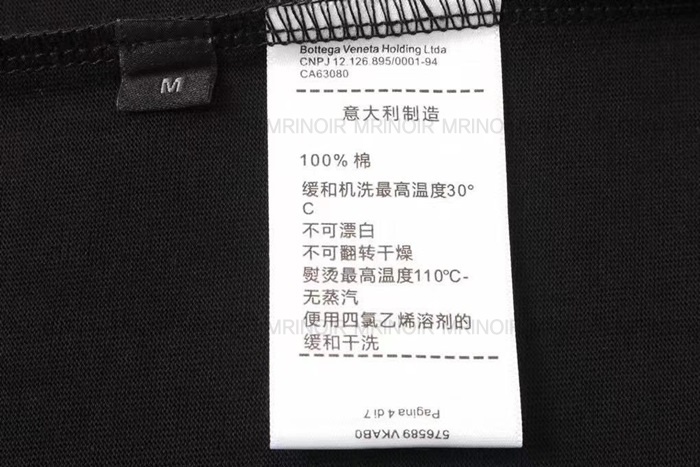 M
Bottega Veneta Holding Ltda
CNPJ 12.126.895/0001-94
CA63080
意大利制造
MRINOIR MRINOIR MRINOIR
100% 棉
缓和机洗最高温度30°
C
不可漂白
不可翻转干燥
熨烫最高温度110℃-
无蒸汽
便用四氯乙烯溶剂的
MRINOIR MRINOIR MRINOIR
缓和干洗
Pagina 4 di 7
576589 VKAB0